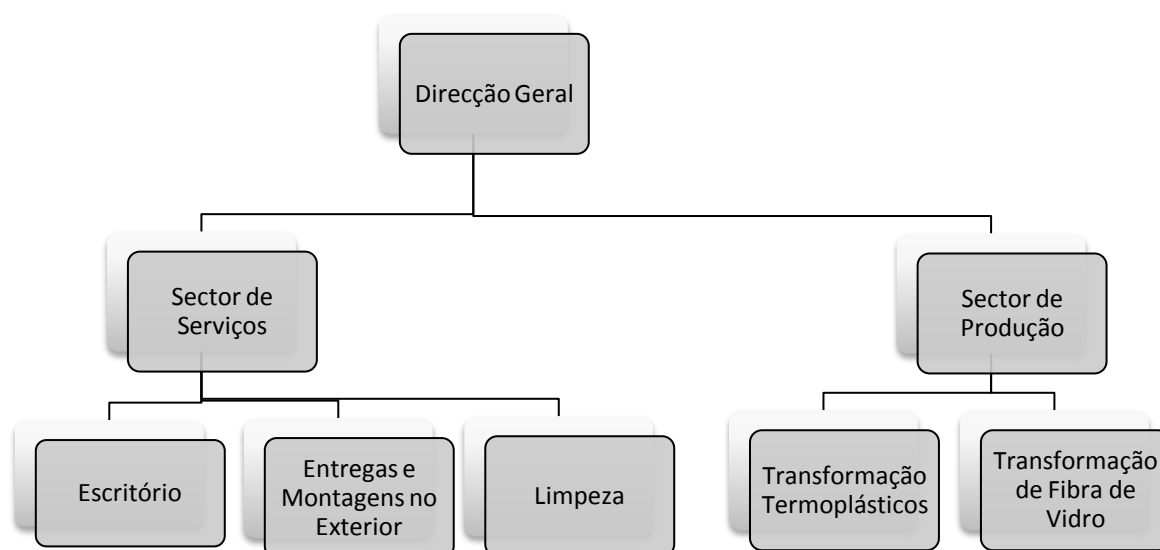 Direcção Geral
Sector de
Serviços
Sector de
Produção
Escritório
Entregas e
Montagens no
Exterior
Limpeza
Transformação
Termoplásticos
Transformação
de Fibra de
Vidro